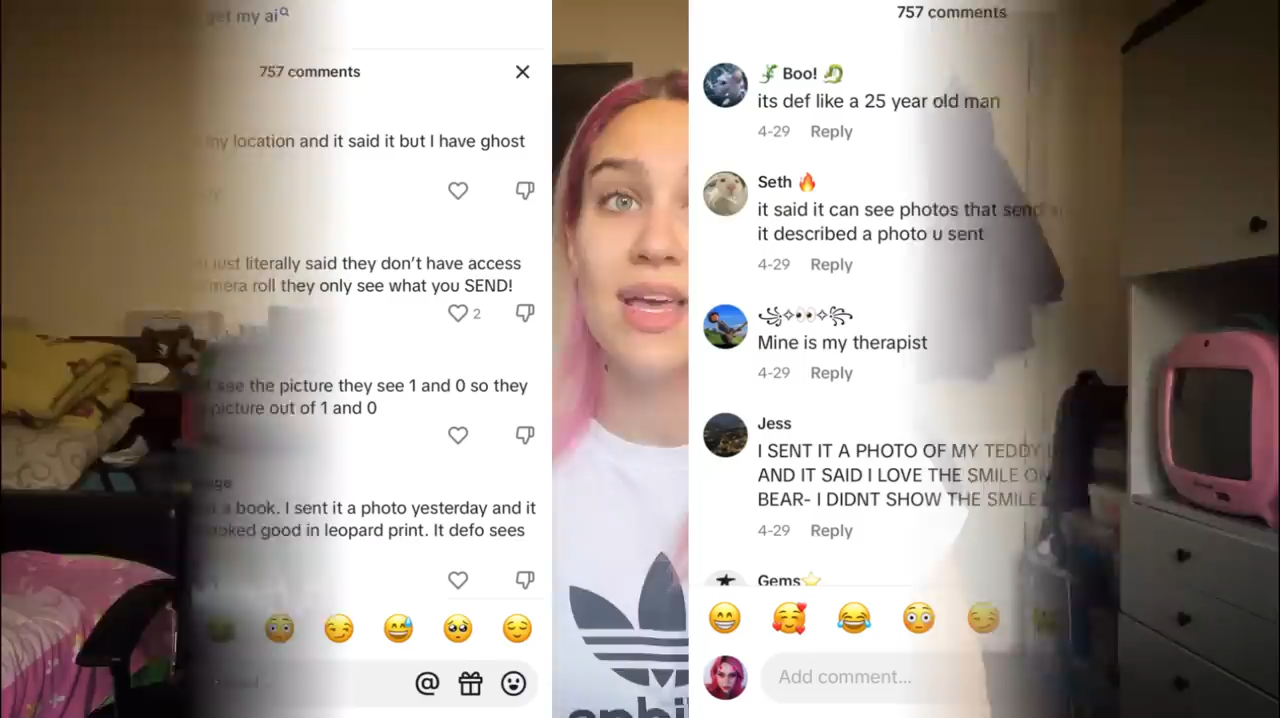 get my ai
757 comments
my location and it said it but I have ghost
just literally said they don't have access
camera roll they only see what you SEND!
2
see the picture they see 1 and 0 so they
picture out of 1 and 0
a book. I sent it a photo yesterday and it
looked good in leopard print. It defo sees
757 comments
Boo!
its def like a 25 year old man
4-29 Reply
Seth
it said it can see photos that send
it described a photo u sent
4-29 Reply
Mine is my therapist
4-29 Reply
Jess
I SENT IT A PHOTO OF MY TEDDY
AND IT SAID I LOVE THE SMILE ON
BEAR- I DIDNT SHOW THE SMILE
4-29 Reply
Gems
Add comment...